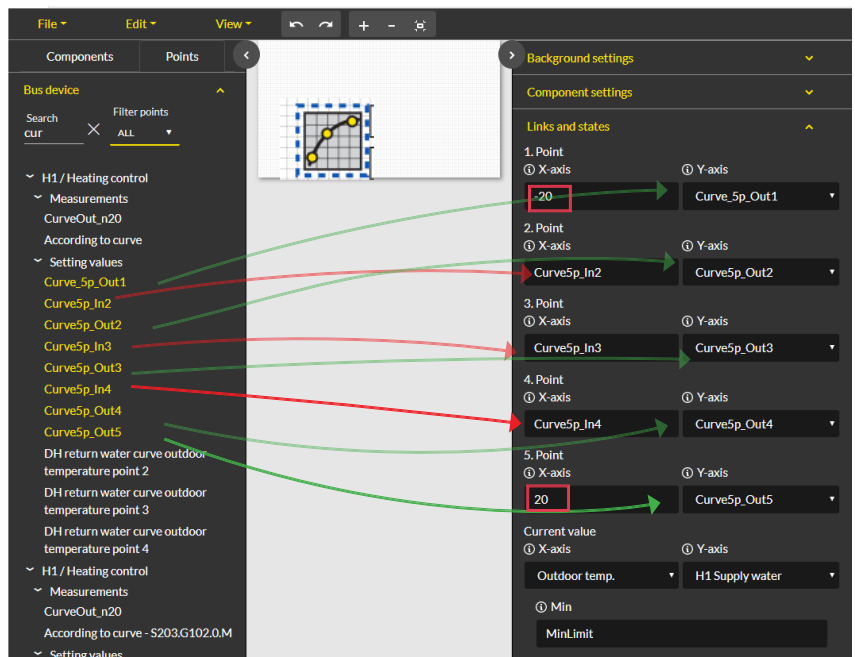 File Edit View
Components Points
Bus device
Search
cur
Filter points
ALL
H1 / Heating control
Measurements
CurveOut_n20
According to curve
Setting values
Curve_5p_Out1
Curve5p_In2
Curve5p_Out2
Curve5p_In3
Curve5p_Out3
Curve5p_In4
Curve5p_Out4
Curve5p_Out5
DH return water curve outdoor
temperature point 2
DH return water curve outdoor
temperature point 3
DH return water curve outdoor
temperature point 4
H1 / Heating control
Measurements
CurveOut_n20
According to curve - S203.G102.0.M
Setting values
Background settings
Component settings
Links and states
1. Point
X-axis Y-axis
-20 Curve_5p_Out1
2. Point
X-axis Y-axis
Curve5p_In2 Curve5p_Out2
3. Point
X-axis Y-axis
Curve5p_In3 Curve5p_Out3
4. Point
X-axis Y-axis
Curve5p_In4 Curve5p_Out4
5. Point
X-axis Y-axis
20 Curve5p_Out5
Current value
X-axis Y-axis
Outdoor temp. H1 Supply water
Min
MinLimit